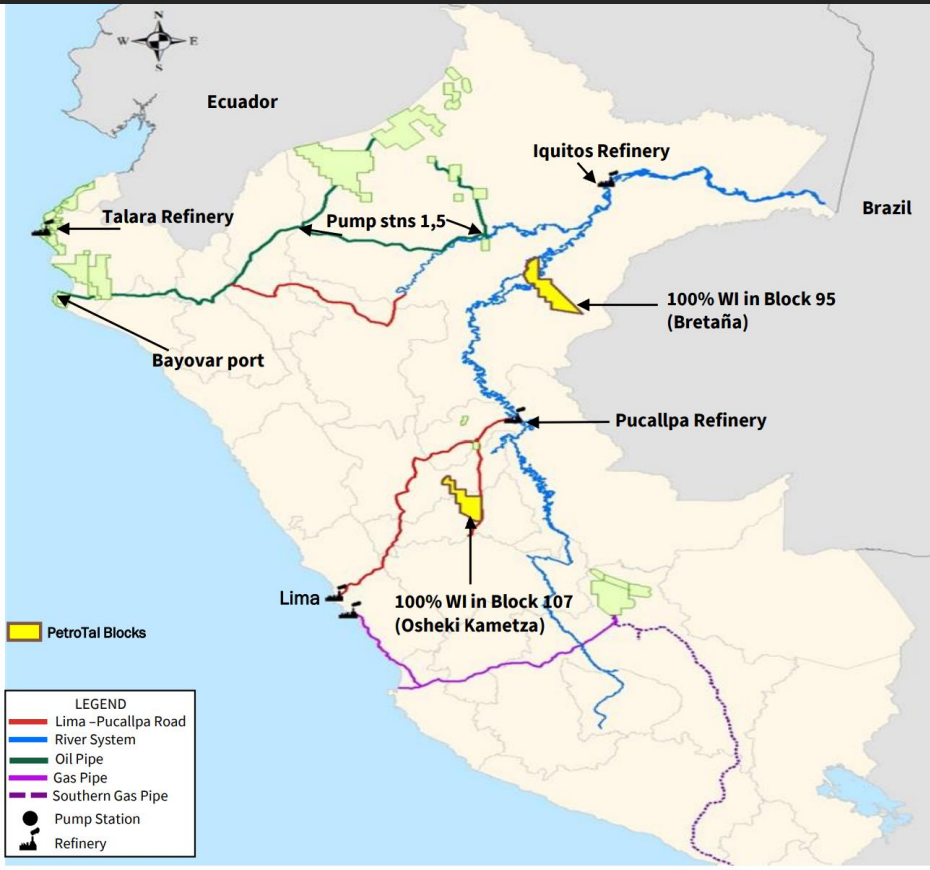 N
W E
S
Ecuador
Iquitos Refinery
Brazil
Talara Refinery
Pump stns 1,5
100% WI in Block 95
(Bretaña)
Bayovar port
Pucallpa Refinery
Lima
100% WI in Block 107
(Osheki Kametza)
PetroTal Blocks
LEGEND
Lima –Pucallpa Road
River System
Oil Pipe
Gas Pipe
Southern Gas Pipe
Pump Station
Refinery